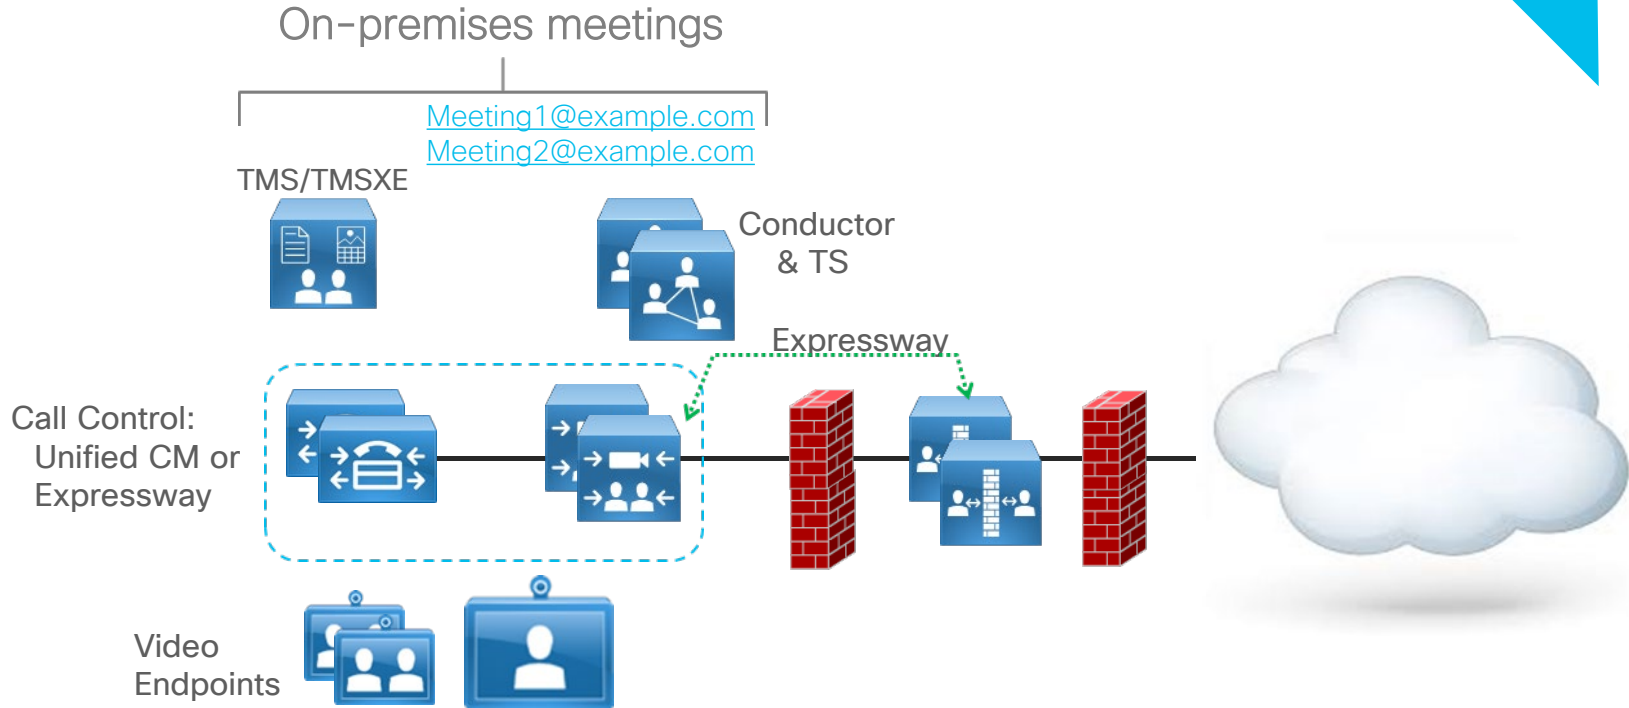 On-premises meetings
Meeting1@example.com
Meeting2@example.com
TMS/TMSXE
Conductor
& TS
Expressway
Call Control:
Unified CM or
Expressway
Video
Endpoints